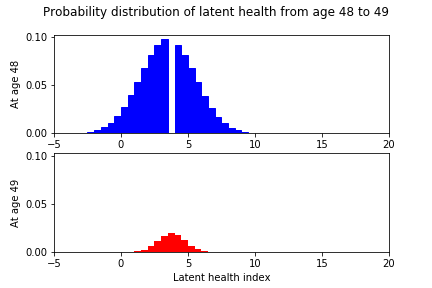 Probability distribution of latent health from age 48 to 49
0.10
0.05
0.00
At age 48
−5 0 5 10 15 20
0.10
0.05
0.00
At age 49
−5 0 5 10 15 20
Latent health index